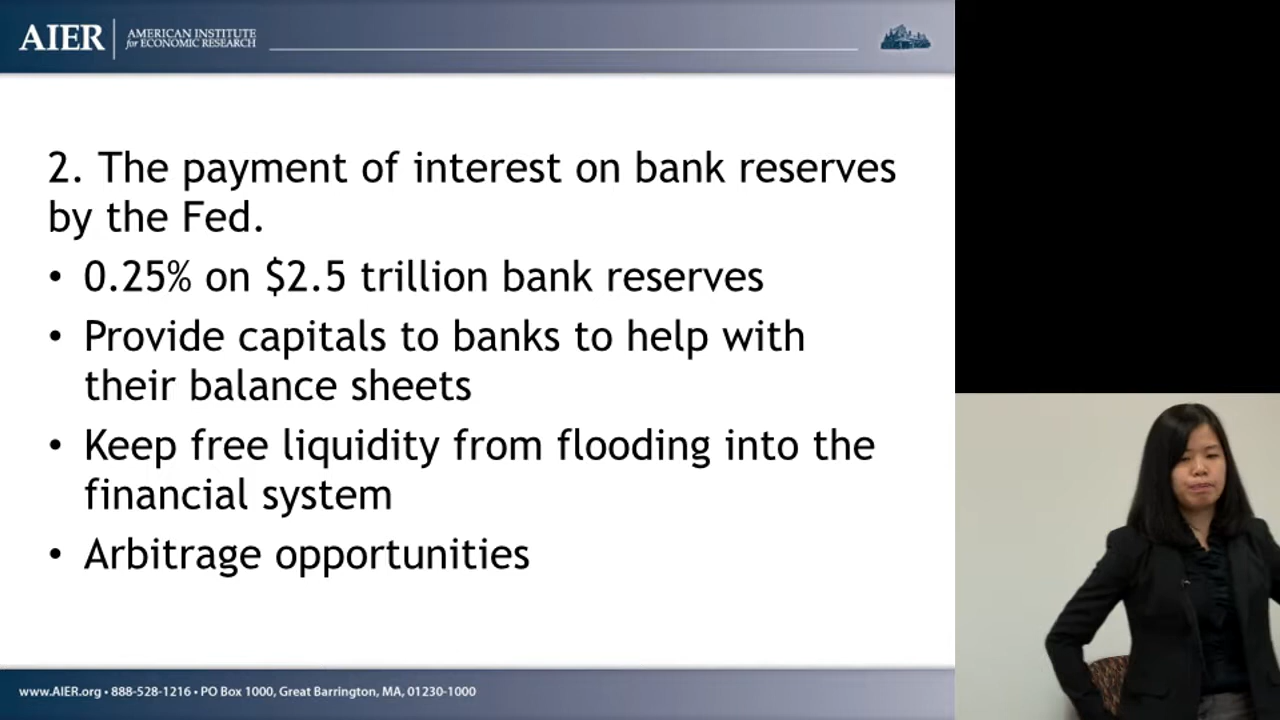 AIER
AMERICAN INSTITUTE
for ECONOMIC RESEARCH
2. The payment of interest on bank reserves
by the Fed.
• 0.25% on $2.5 trillion bank reserves
• Provide capitals to banks to help with
their balance sheets
• Keep free liquidity from flooding into the
financial system
• Arbitrage opportunities
www.AIER.org • 888-528-1216 • PO Box 1000, Great Barrington, MA, 01230-1000